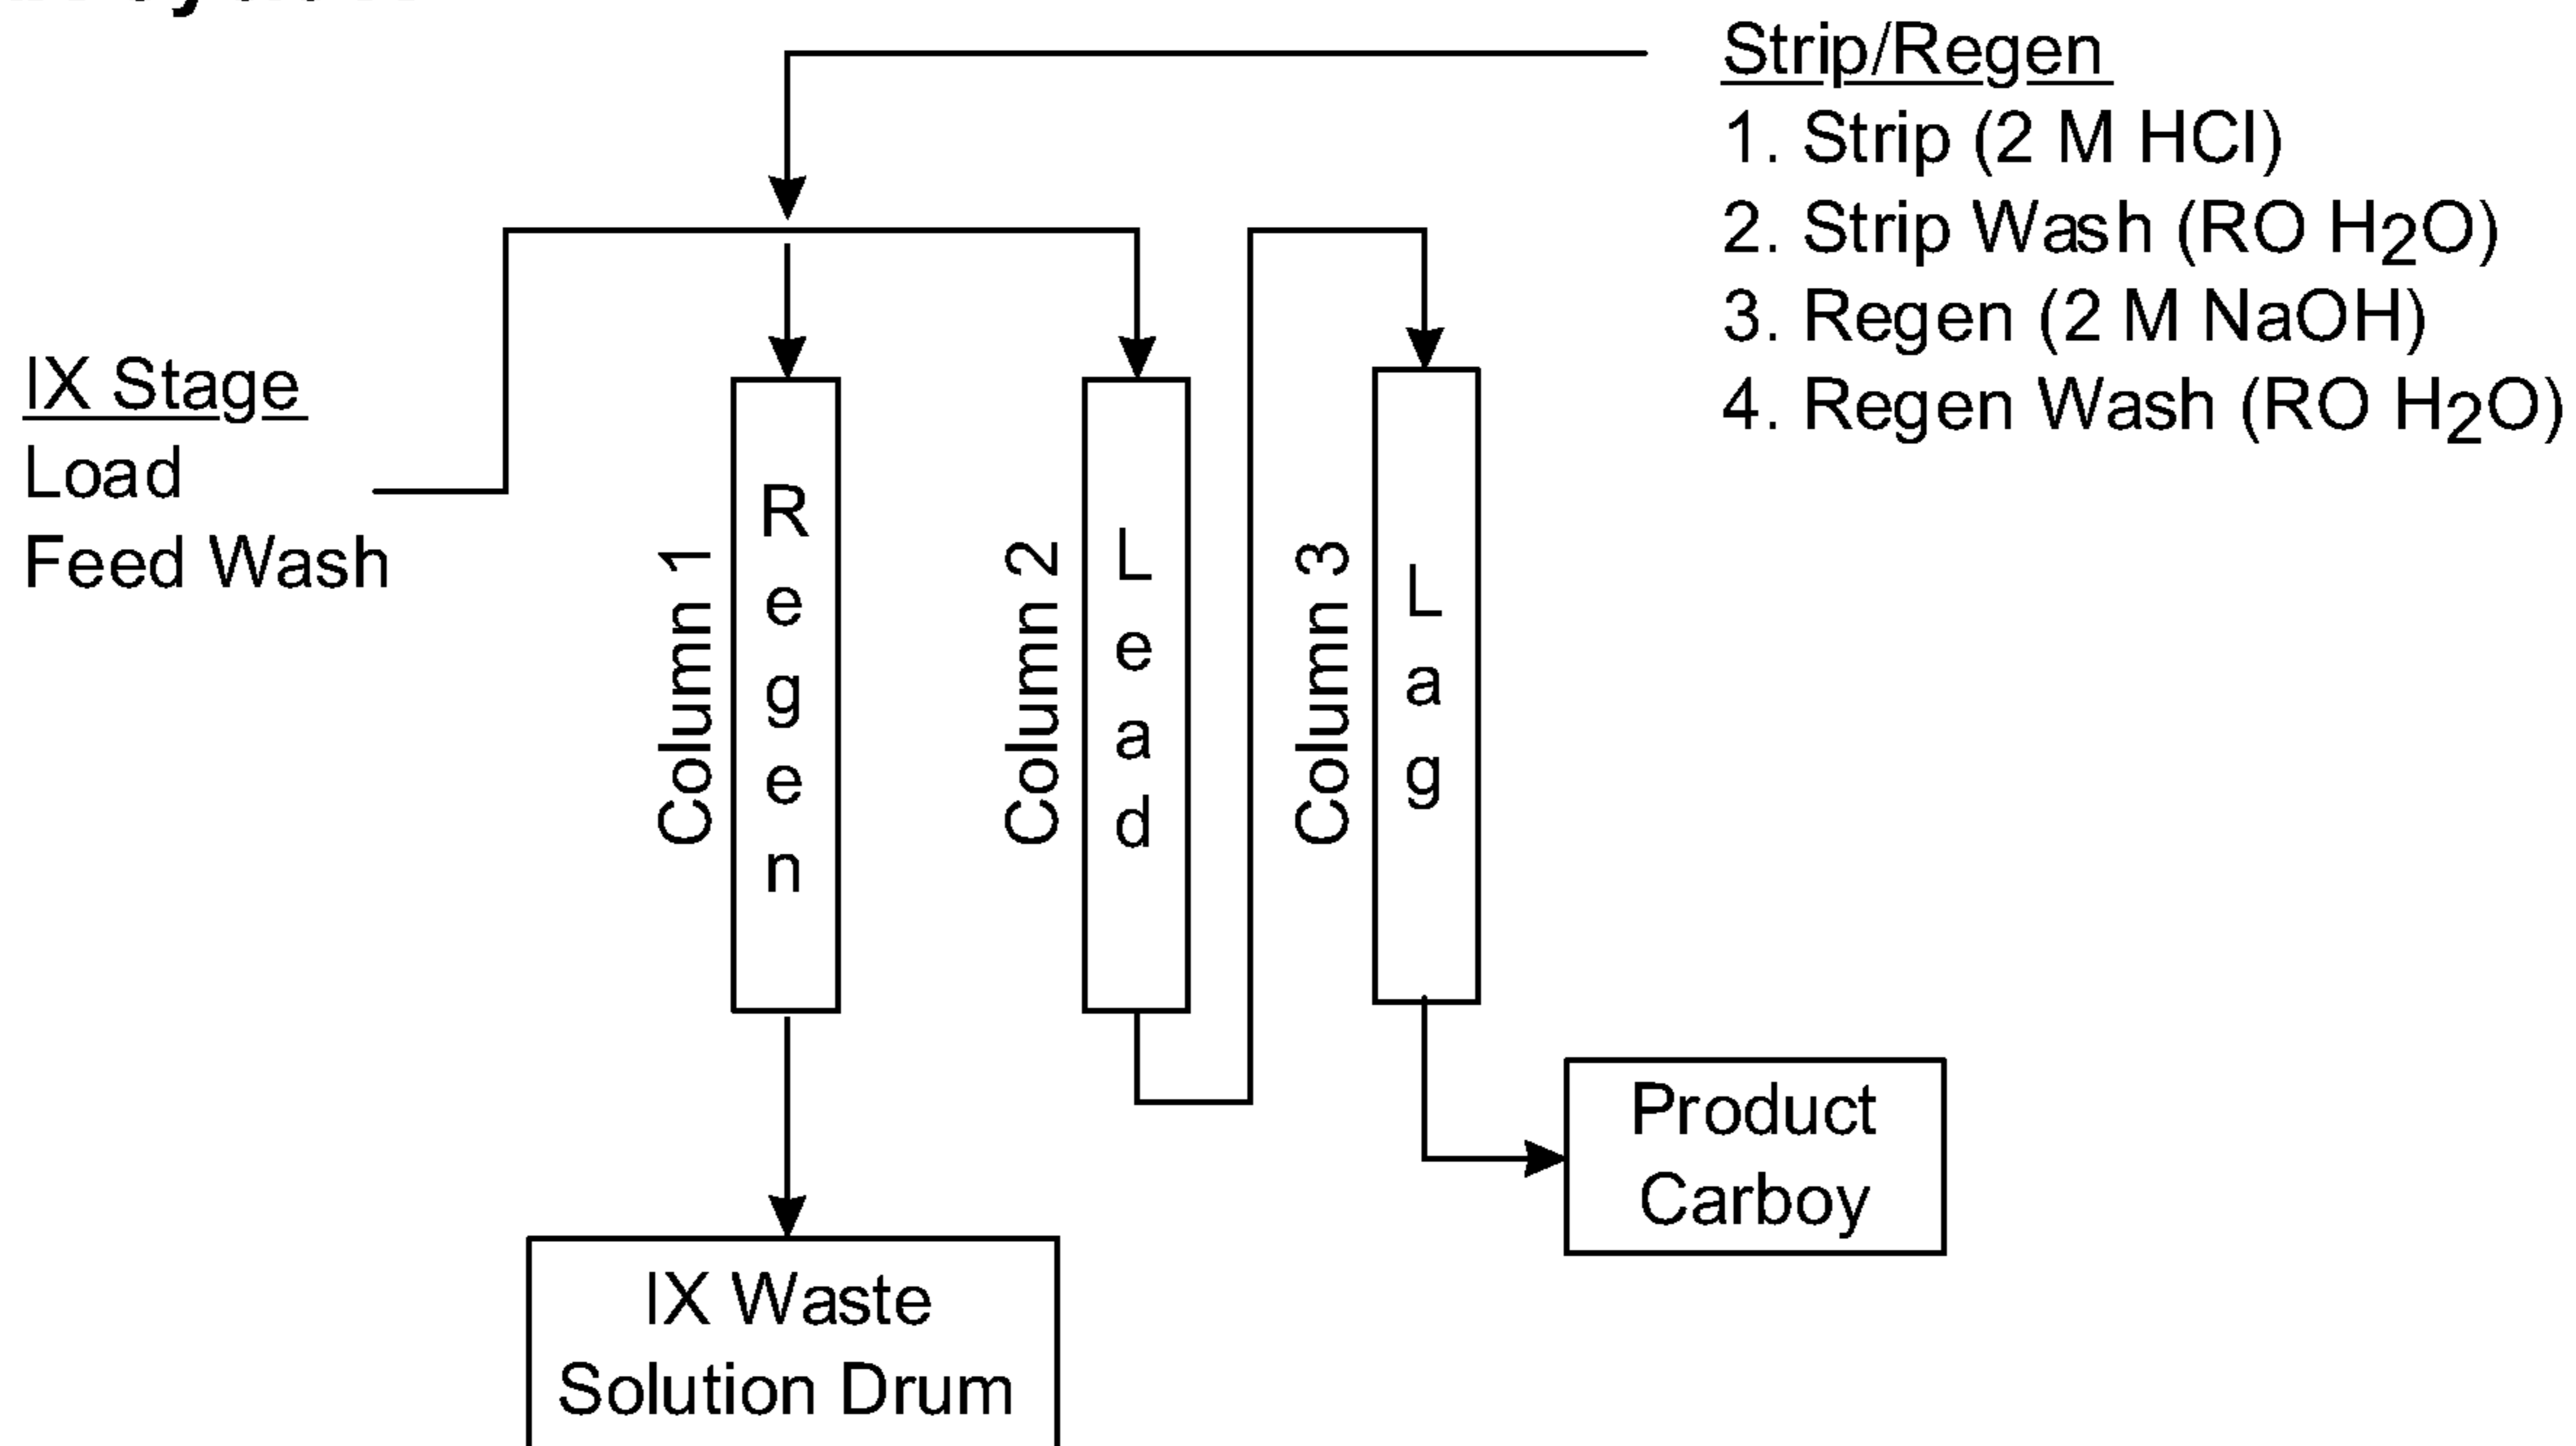 Strip/Regen
1. Strip (2 M HCl)
2. Strip Wash (RO H2O)
3. Regen (2 M NaOH)
4. Regen Wash (RO H2O)
IX Stage
Load
Feed Wash
Column 1
Regen
Column 2
Lead
Column 3
Lag
Product
Carboy
IX Waste
Solution Drum